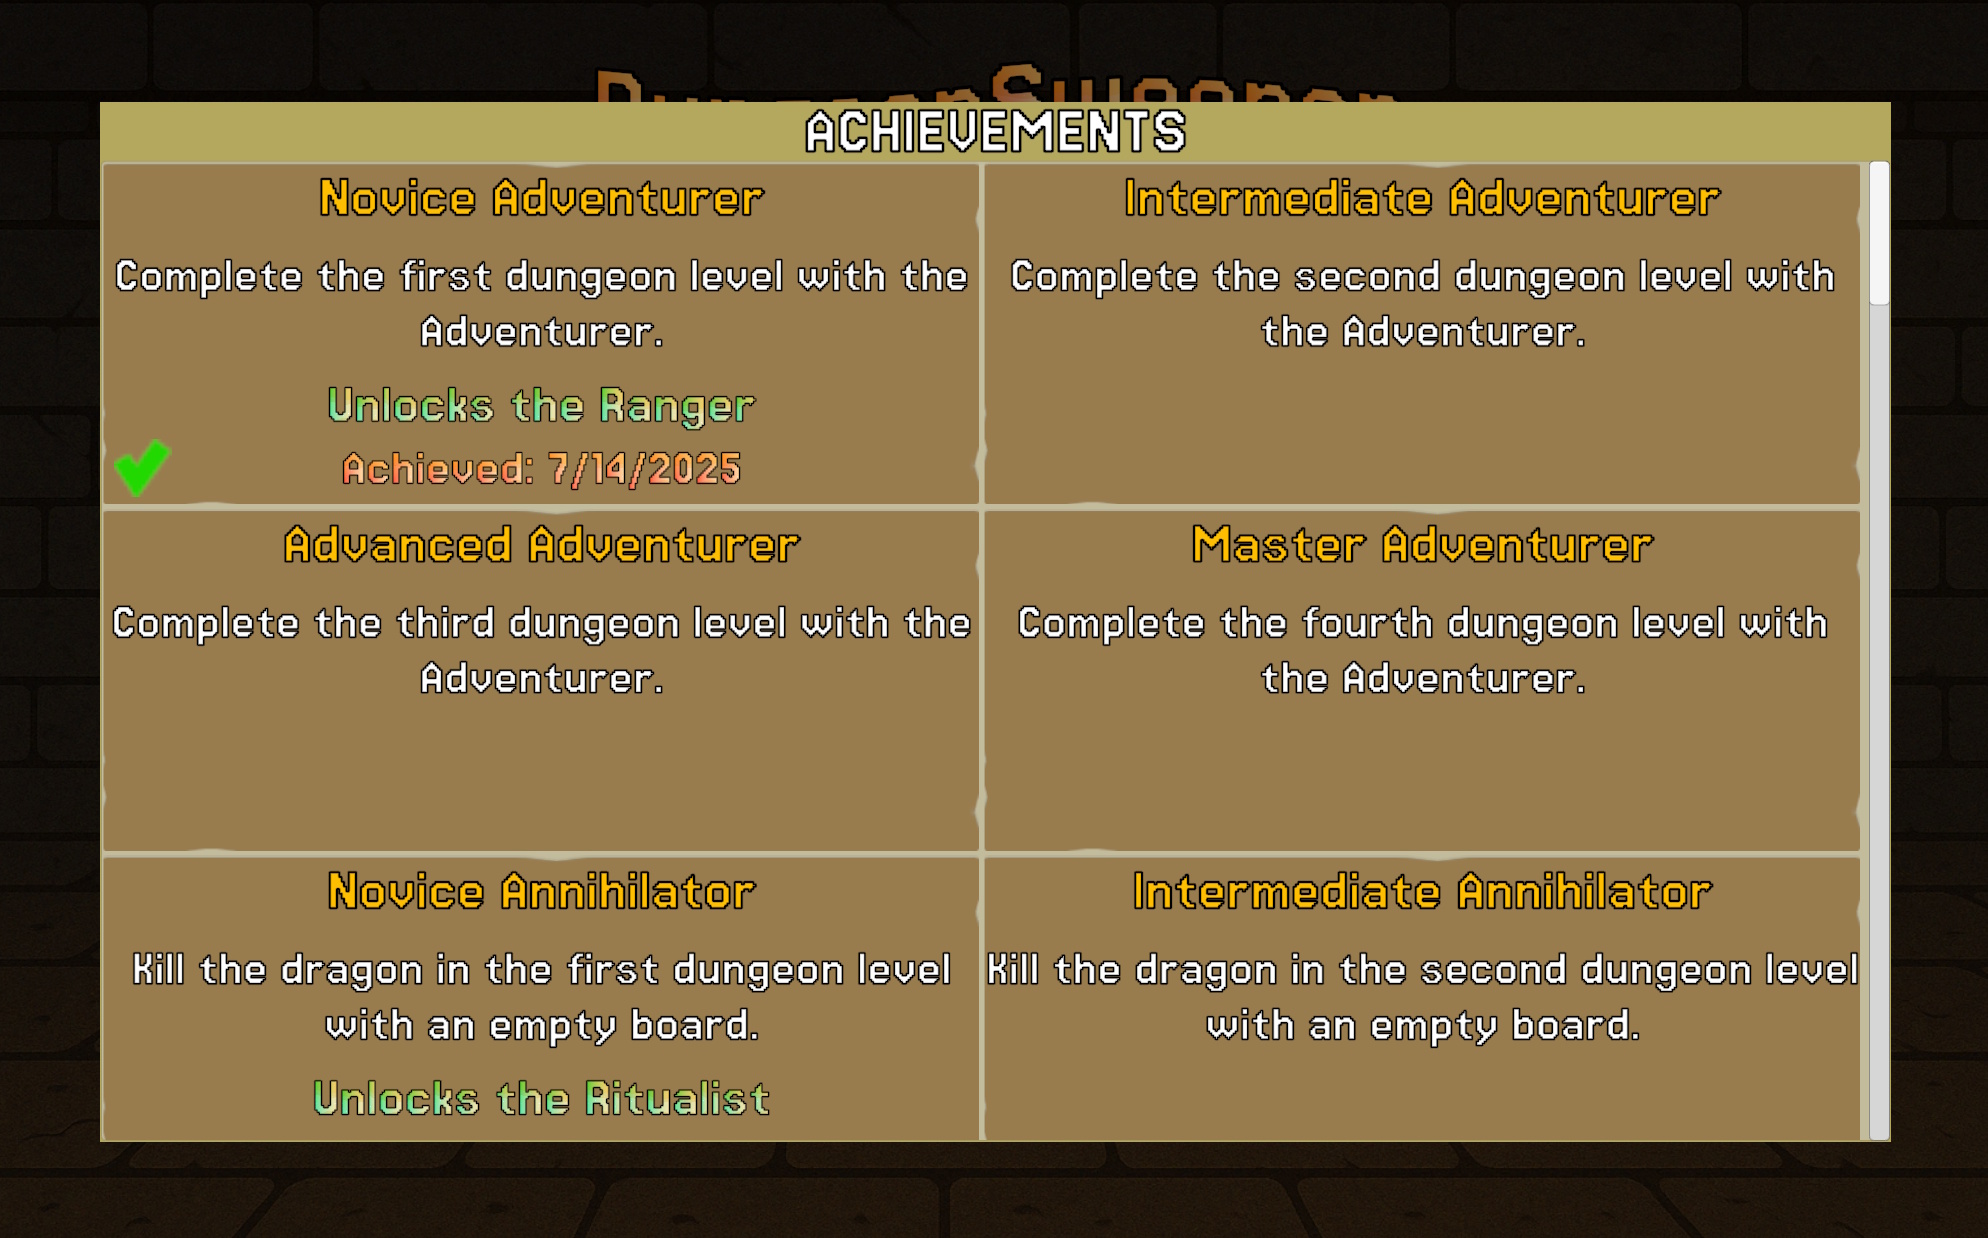 DungeonSweeper
ACHIEVEMENTS
Novice Adventurer
Complete the first dungeon level with the
Adventurer.
Unlocks the Ranger
Achieved: 7/14/2025
Intermediate Adventurer
Complete the second dungeon level with
the Adventurer.
Advanced Adventurer
Complete the third dungeon level with the
Adventurer.
Master Adventurer
Complete the fourth dungeon level with
the Adventurer.
Novice Annihilator
Kill the dragon in the first dungeon level
with an empty board.
Unlocks the Ritualist
Intermediate Annihilator
Kill the dragon in the second dungeon level
with an empty board.